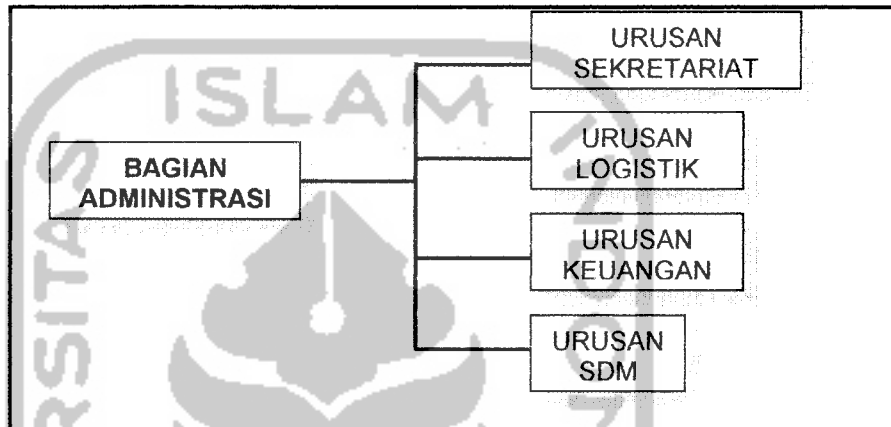 URUSAN
SEKRETARIAT
ISLAM
BAGIAN
ADMINISTRASI
URUSAN
LOGISTIK
URUSAN
KEUANGAN
URUSAN
SDM
RSITAS